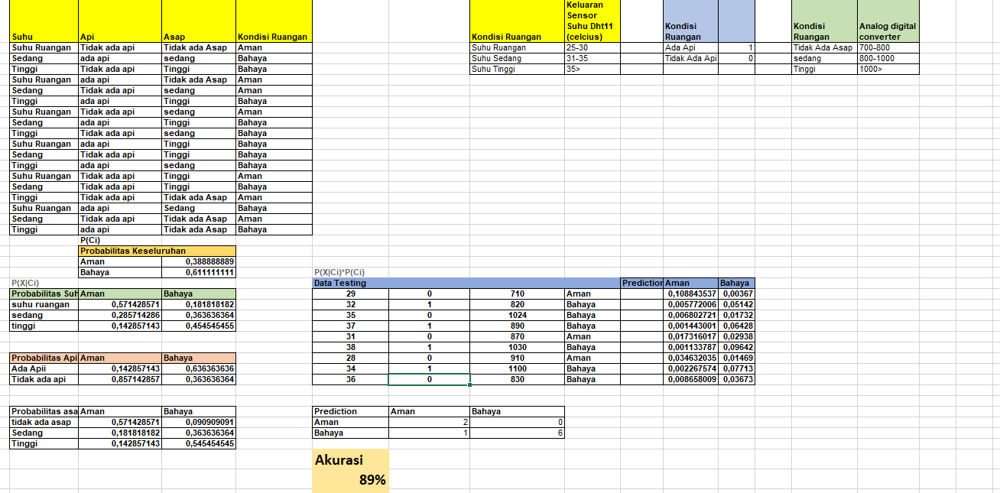 Suhu Api Asap Kondisi Ruangan
Suhu Ruangan Tidak ada api Tidak ada Asap Aman
Sedang ada api sedang Bahaya
Tinggi Tidak ada api Tinggi Bahaya
Suhu Ruangan ada api Tidak ada Asap Aman
Sedang Tidak ada api sedang Aman
Tinggi ada api Tinggi Bahaya
Suhu Ruangan Tidak ada api sedang Aman
Sedang ada api Tinggi Bahaya
Tinggi Tidak ada api sedang Bahaya
Suhu Ruangan ada api Tinggi Bahaya
Sedang Tidak ada api Tinggi Bahaya
Tinggi ada api sedang Bahaya
Suhu Ruangan Tidak ada api Tinggi Aman
Sedang Tidak ada api Tinggi Bahaya
Tinggi Tidak ada api Tidak ada Asap Aman
Suhu Ruangan ada api Sedang Bahaya
Sedang Tidak ada api Tidak ada Asap Aman
Tinggi ada api Tidak ada Asap Bahaya
Keluaran
Sensor
Suhu Dht11
Kondisi Ruangan (celcius)
Suhu Ruangan 25-30
Suhu Sedang 31-35
Suhu Tinggi 35>
Kondisi
Ruangan
Ada Api 1
Tidak Ada Api 0
Kondisi Analog digital
Ruangan converter
Tidak Ada Asap 700-800
sedang 800-1000
Tinggi 1000>
P(Ci)
Probabilitas Keseluruhan
Aman 0,388888889
Bahaya 0,611111111
P(X|Ci)
Probabilitas Suh Aman Bahaya
suhu ruangan 0,571428571 0,181818182
sedang 0,285714286 0,363636364
tinggi 0,142857143 0,454545455
Probabilitas Api Aman Bahaya
Ada Apii 0,142857143 0,636363636
Tidak ada api 0,857142857 0,363636364
Probabilitas asa Aman Bahaya
tidak ada asap 0,571428571 0,090909091
Sedang 0,181818182 0,363636364
Tinggi 0,142857143 0,545454545
P(X|Ci)*P(Ci)
Data Testing Prediction Aman Bahaya
29 0 710 Aman 0,108843537 0,00367
32 1 820 Bahaya 0,005772006 0,05142
35 0 1024 Bahaya 0,006802721 0,01732
37 1 890 Bahaya 0,001443001 0,06428
31 0 870 Aman 0,017316017 0,02938
38 1 1030 Bahaya 0,001133787 0,09642
28 0 910 Aman 0,034632035 0,01469
34 1 1100 Bahaya 0,002267574 0,07713
36 0 830 Bahaya 0,008658009 0,03673
Prediction Aman Bahaya
Aman 2 0
Bahaya 1 6
Akurasi
89%